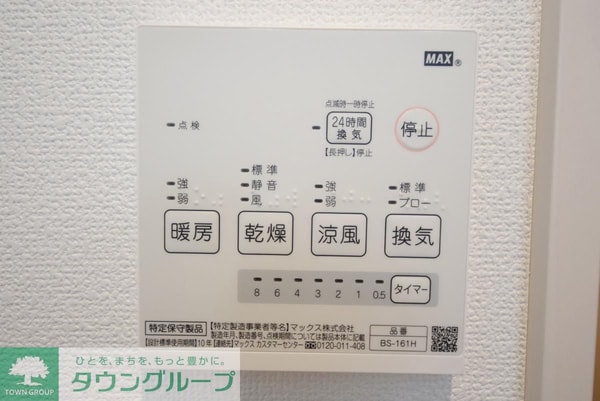 MAX®
点検
点滅時一時停止
24時間
換気
【長押し】停止
停止
強
弱
標準
静音
風
強
弱
標準
ブロー
暖房
乾燥
涼風
換気
8 6 4 3 2 1 0.5
タイマー
特定保守製品
【特定製造事業者等名】マックス株式会社
製造年月、製造番号、点検期間については製品本体に記載
【設計標準使用期間】10年【連絡先】マックス カスタマーセンター 0120-011-408
品番
BS-161H
TOWN GROUP
ひとを、まちを、もっと豊かに。
タウングループ